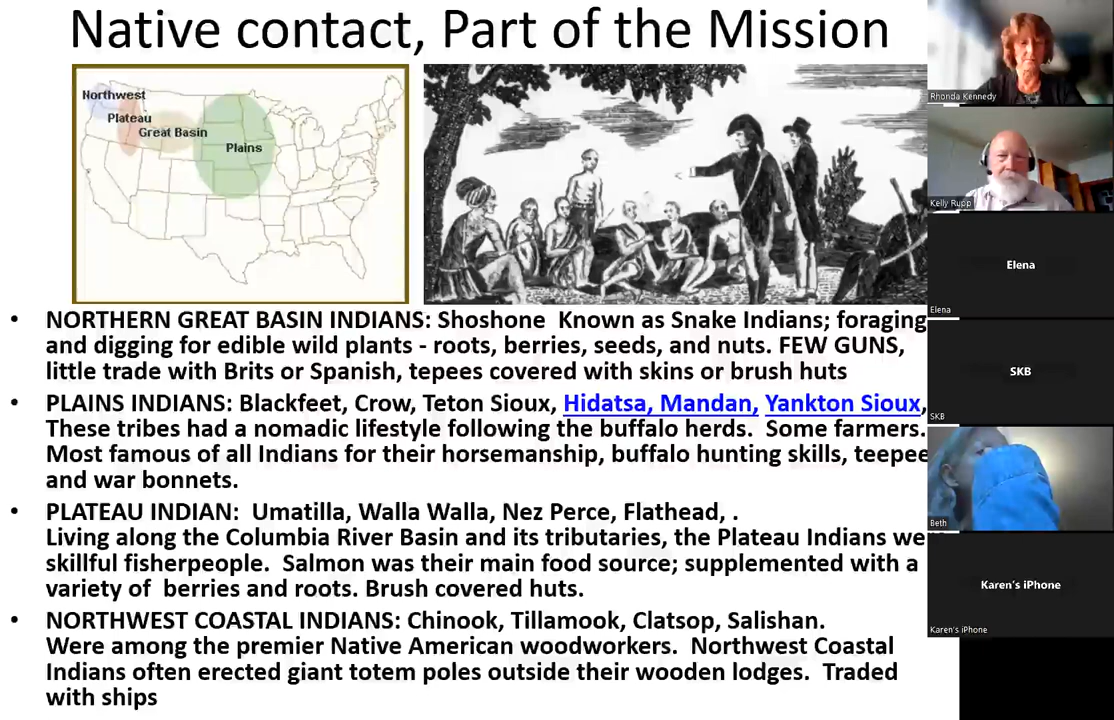 Native contact, Part of the Mission
Northwest
Plateau
Great Basin
Plains
• NORTHERN GREAT BASIN INDIANS: Shoshone  Known as Snake Indians; foraging
and digging for edible wild plants - roots, berries, seeds, and nuts. FEW GUNS,
little trade with Brits or Spanish, tepees covered with skins or brush huts
• PLAINS INDIANS: Blackfeet, Crow, Teton Sioux, Hidatsa, Mandan, Yankton Sioux,
These tribes had a nomadic lifestyle following the buffalo herds.  Some farmers.
Most famous of all Indians for their horsemanship, buffalo hunting skills, teepee
and war bonnets.
• PLATEAU INDIAN:  Umatilla, Walla Walla, Nez Perce, Flathead, .
Living along the Columbia River Basin and its tributaries, the Plateau Indians we
skillful fisherpeople.  Salmon was their main food source; supplemented with a
variety of  berries and roots. Brush covered huts.
• NORTHWEST COASTAL INDIANS: Chinook, Tillamook, Clatsop, Salishan.
Were among the premier Native American woodworkers.  Northwest Coastal
Indians often erected giant totem poles outside their wooden lodges.  Traded
with ships
Rhonda Kennedy
Kelly Rupp
Elena
Elena
SKB
SKB
Beth
Karen's iPhone
Karen's iPhone